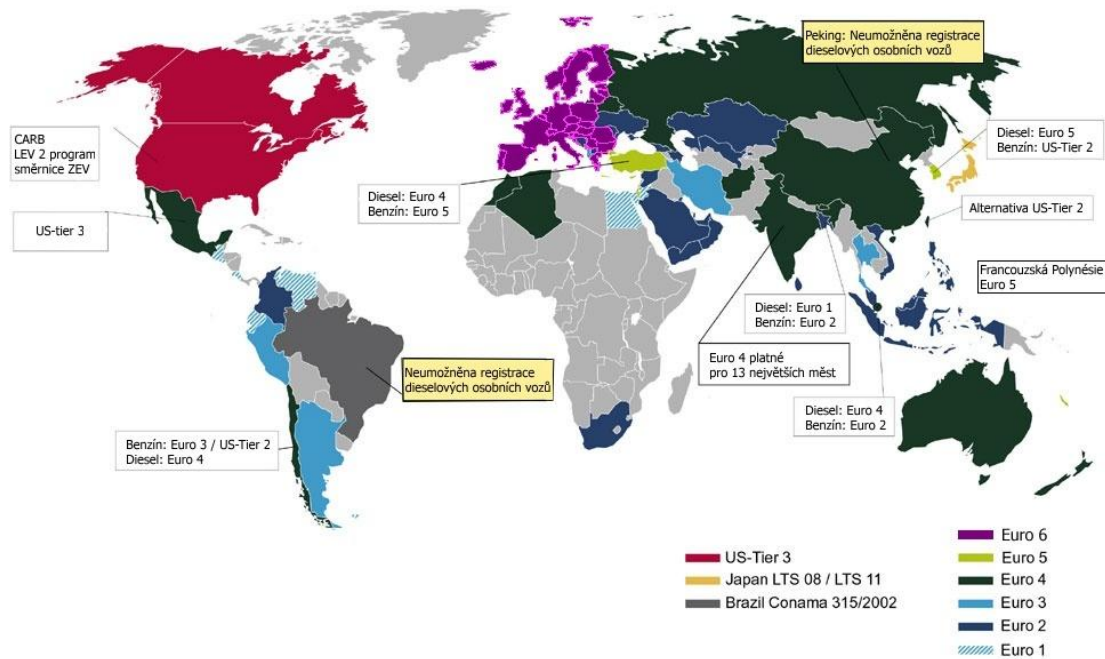 Peking: Neumožněna registrace
dieselových osobních vozů
CARB
LEV 2 program
směrnice ZEV
Diesel: Euro 5
Benzín: US-Tier 2
Diesel: Euro 4
Benzín: Euro 5
US-tier 3
Alternativa US-Tier 2
Francouzská Polynésie
Euro 5
Diesel: Euro 1
Benzín: Euro 2
Euro 4 platné
pro 13 největších měst
Neumožněna registrace
dieselových osobních vozů
Diesel: Euro 4
Benzín: Euro 2
Benzín: Euro 3 / US-Tier 2
Diesel: Euro 4
US-Tier 3
Japan LTS 08 / LTS 11
Brazil Conama 315/2002
Euro 6
Euro 5
Euro 4
Euro 3
Euro 2
Euro 1